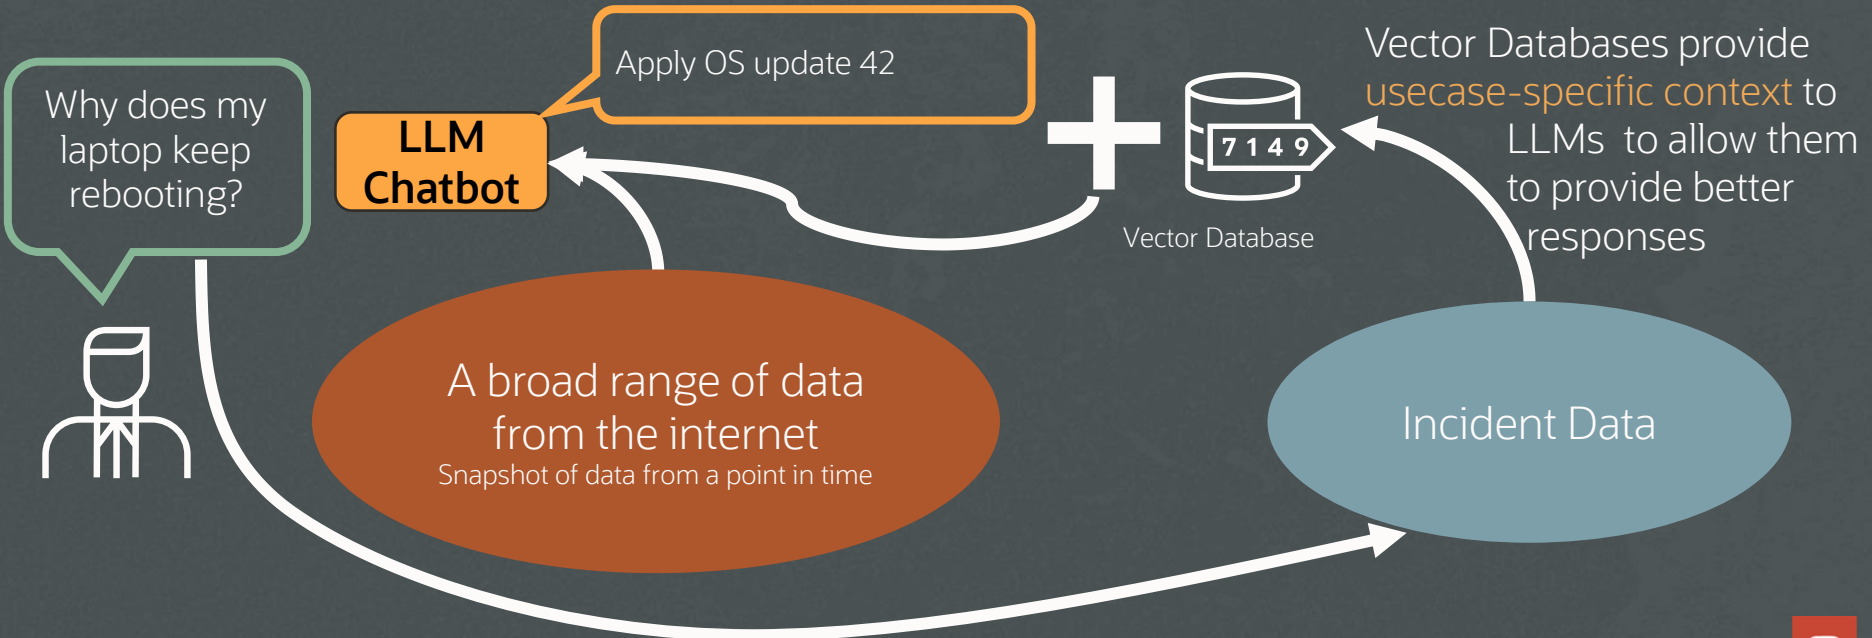 Why does my
laptop keep
rebooting?
LLM
Chatbot
Apply OS update 42
7 1 4 9
Vector Database
Vector Databases provide
usecase-specific context to
LLMs to allow them
to provide better
responses
A broad range of data
from the internet
Snapshot of data from a point in time
Incident Data